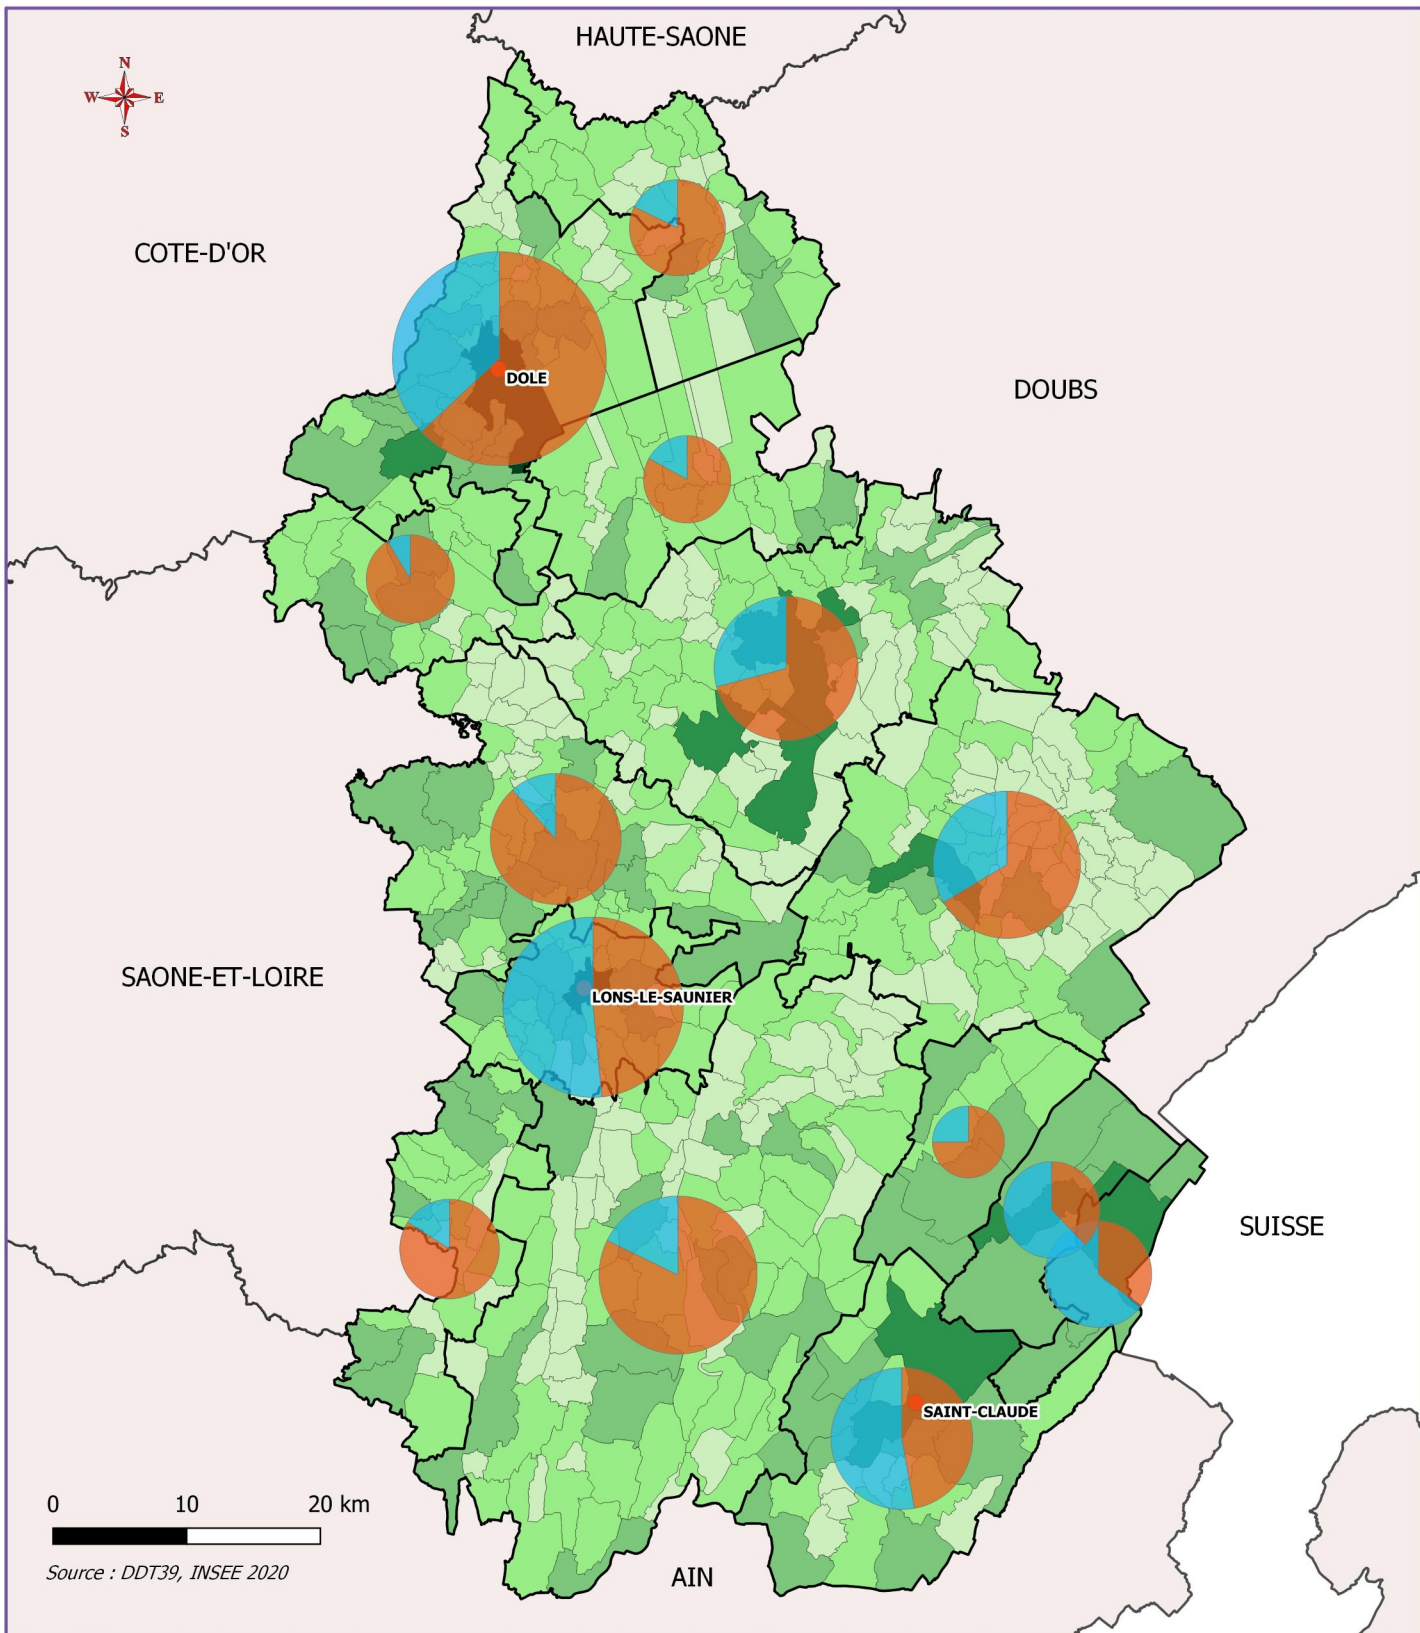 HAUTE-SAONE
N
W E
S
COTE-D'OR
DOLE
DOUBS
SAONE-ET-LOIRE
LONS-LE-SAUNIER
SUISSE
SAINT-CLAUDE
0 10 20 km
Source : DDT39, INSEE 2020
AIN